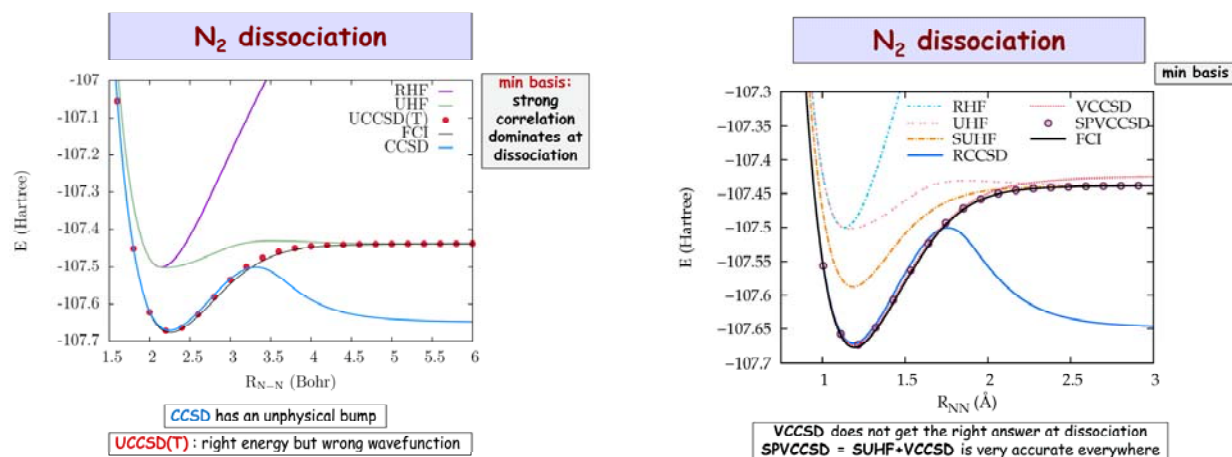 N2 dissociation
-107
-107.1
-107.2
-107.3
-107.4
-107.5
-107.6
-107.7
E (Hartree)
RHF
UHF
UCCSD(T)
FCI
CCSD
1.5 2 2.5 3 3.5 4 4.5 5 5.5 6
RN−N (Bohr)
min basis:
strong
correlation
dominates at
dissociation
CCSD has an unphysical bump
UCCSD(T) : right energy but wrong wavefunction
N2 dissociation
min basis
−107.3
−107.35
−107.4
−107.45
−107.5
−107.55
−107.6
−107.65
−107.7
E (Hartree)
RHF
UHF
SUHF
RCCSD
VCCSD
SPVCCSD
FCI
1 1.5 2 2.5 3
RNN (Å)
VCCSD does not get the right answer at dissociation
SPVCCSD = SUHF+VCCSD is very accurate everywhere